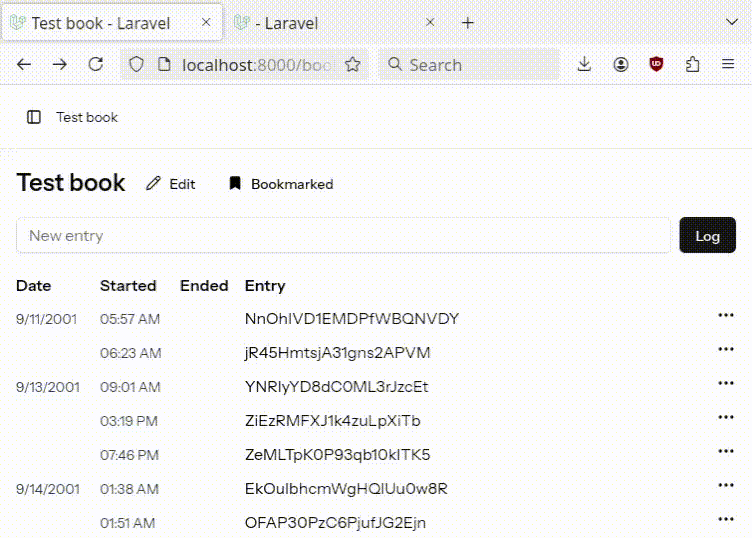 Test book - Laravel
- Laravel
localhost:8000/boo
Search
Test book
Test book
Edit
Bookmarked
New entry
Log
Date Started Ended Entry
9/11/2001 05:57 AM NnOhIVD1EMDPfWBQNVDY
06:23 AM jR45HmtsjA31gns2APVM
9/13/2001 09:01 AM YNRlyYD8dC0ML3rJzcEt
03:19 PM ZiEzRMFXJ1k4zuLpXiTb
07:46 PM ZeMLTpK0P93qb10kITK5
9/14/2001 01:38 AM EkOulbhcmWgHQIUu0w8R
01:51 AM OFAP30PzC6PjufJG2Ejn